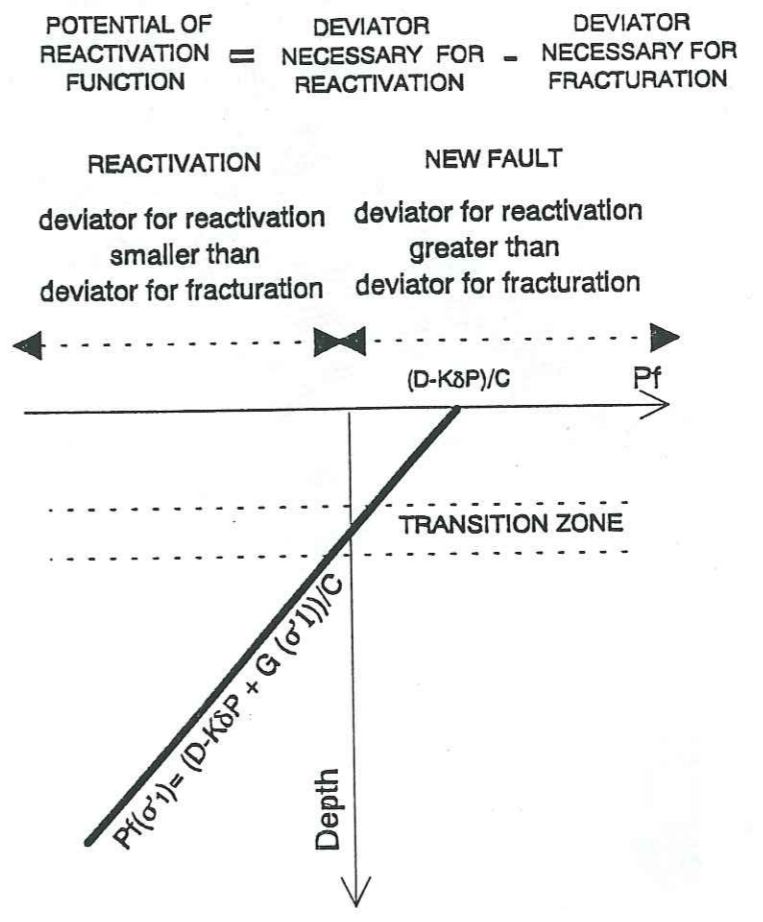 POTENTIAL OF REACTIVATION FUNCTION = DEVIATOR NECESSARY FOR REACTIVATION - DEVIATOR NECESSARY FOR FRACTURATION
REACTIVATION
deviator for reactivation
smaller than
deviator for fracturation
NEW FAULT
deviator for reactivation
greater than
deviator for fracturation
(D-KδP)/C
Pf
TRANSITION ZONE
Pf(σ'1)= (D-KδP + G (σ'1))/C
Depth